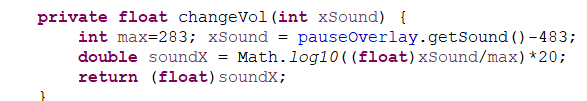 private float changeVol(int xSound) {
int max=283; xSound = pauseOverlay.getSound()-483;
double soundX = Math.log10((float)xSound/max)*20;
return (float)soundX;
}